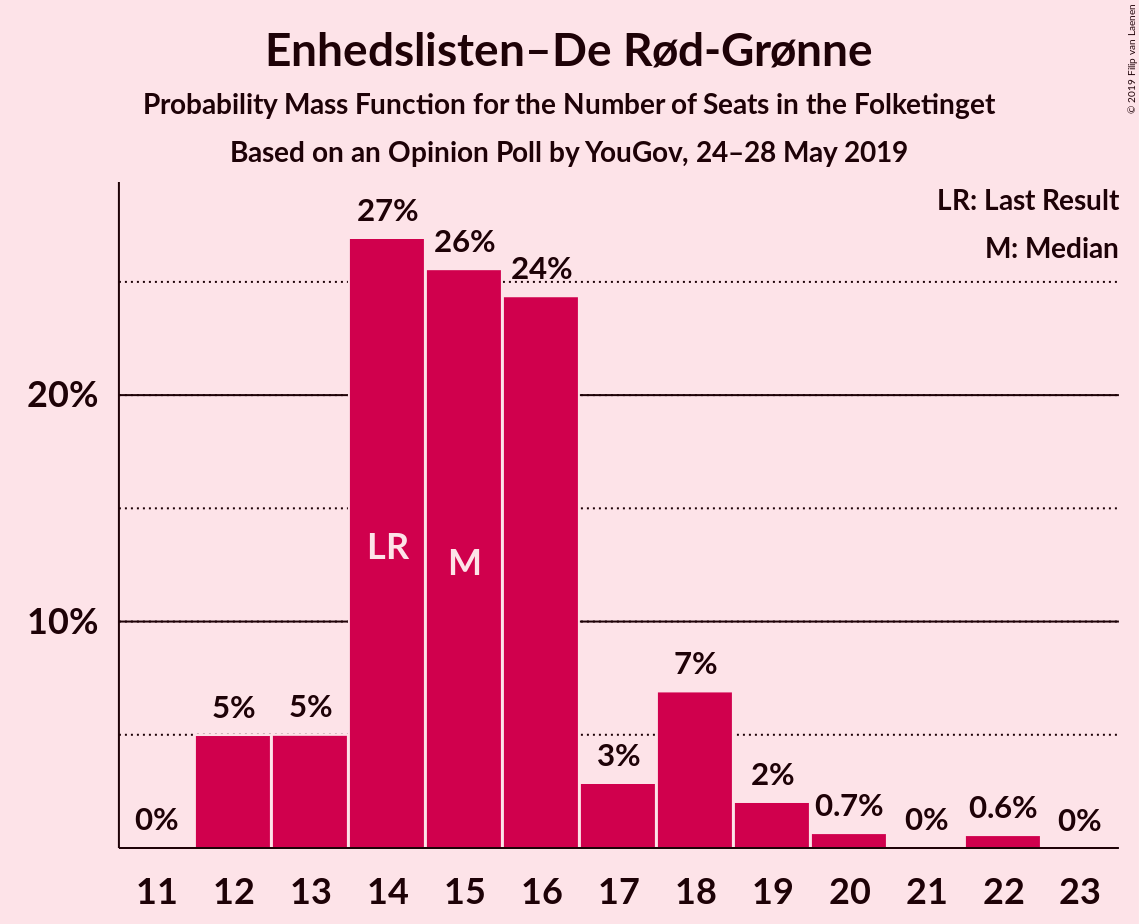 Enhedslisten–De Rød-Grønne
Probability Mass Function for the Number of Seats in the Folketinget
Based on an Opinion Poll by YouGov, 24–28 May 2019
© 2019 Filip van Laenen
LR: Last Result
M: Median
27%
26%
24%
20%
LR
M
10%
7%
5%
5%
3%
2%
0.7%
0.6%
0%
0%
0%
11 12 13 14 15 16 17 18 19 20 21 22 23